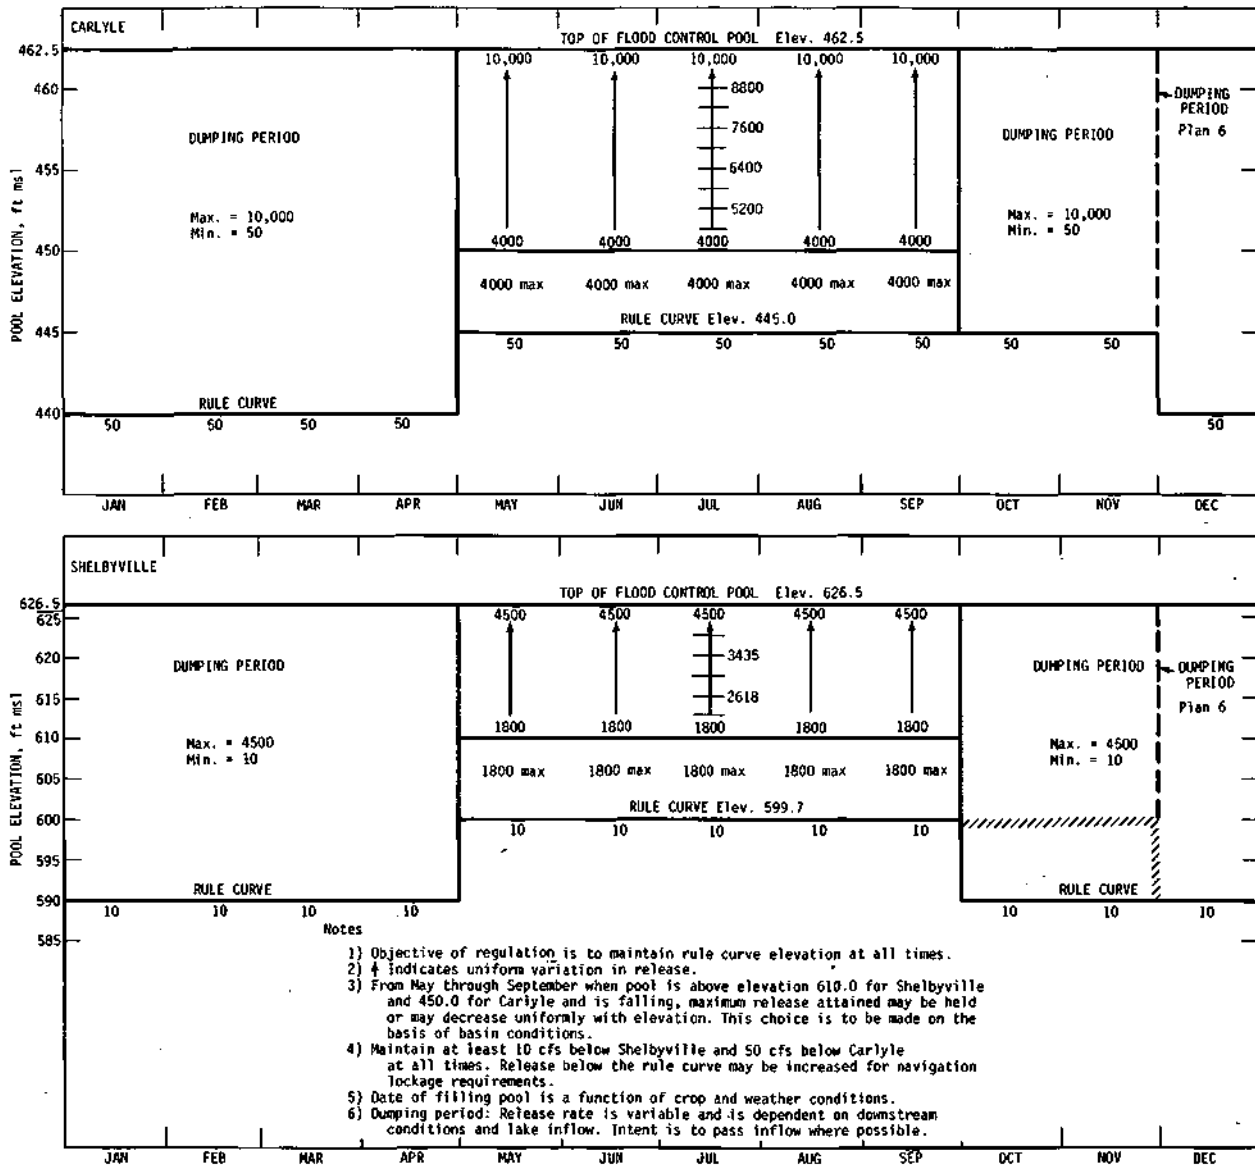 CARLYLE
TOP OF FLOOD CONTROL POOL Elev. 462.5
462.5
10,000 10,000 10,000 10,000 10,000
460
8800
DUMPING PERIOD
Plan 6
7600
DUMPING PERIOD
DUMPING PERIOD
455
6400
Max. = 10,000
Min. = 50
5200
Max. = 10,000
Min. = 50
4000 4000 4000 4000 4000
450
4000 max 4000 max 4000 max 4000 max 4000 max
RULE CURVE Elev. 445.0
445
50 50 50 50 50 50 50
RULE CURVE
440
50 50 50 50 50
POOL ELEVATION, ft msl
JAN FEB MAR APR MAY JUN JUL AUG SEP OCT NOV DEC
SHELBYVILLE
TOP OF FLOOD CONTROL POOL Elev. 626.5
626.5
625
4500 4500 4500 4500 4500
620
3435
DUMPING PERIOD
DUMPING PERIOD
DUMPING PERIOD
Plan 6
615
2618
1800 1800 1800 1800 1800
610
Max. = 4500
Min. = 10
Max. = 4500
Min. = 10
605
1800 max 1800 max 1800 max 1800 max 1800 max
RULE CURVE Elev. 599.7
600
10 10 10 10 10
595
RULE CURVE
RULE CURVE
590
10 10 10 10 10 10 10
585
POOL ELEVATION, ft msl
Notes
1) Objective of regulation is to maintain rule curve elevation at all times.
2) ↑ Indicates uniform variation in release.
3) From May through September when pool is above elevation 610.0 for Shelbyville
and 450.0 for Carlyle and is falling, maximum release attained may be held
or may decrease uniformly with elevation. This choice is to be made on the
basis of basin conditions.
4) Maintain at least 10 cfs below Shelbyville and 50 cfs below Carlyle
at all times. Release below the rule curve may be increased for navigation
lockage requirements.
5) Date of filling pool is a function of crop and weather conditions.
6) Dumping period: Release rate is variable and is dependent on downstream
conditions and lake inflow. Intent is to pass inflow where possible.
JAN FEB MAR APR MAY JUN JUL AUG SEP OCT NOV DEC